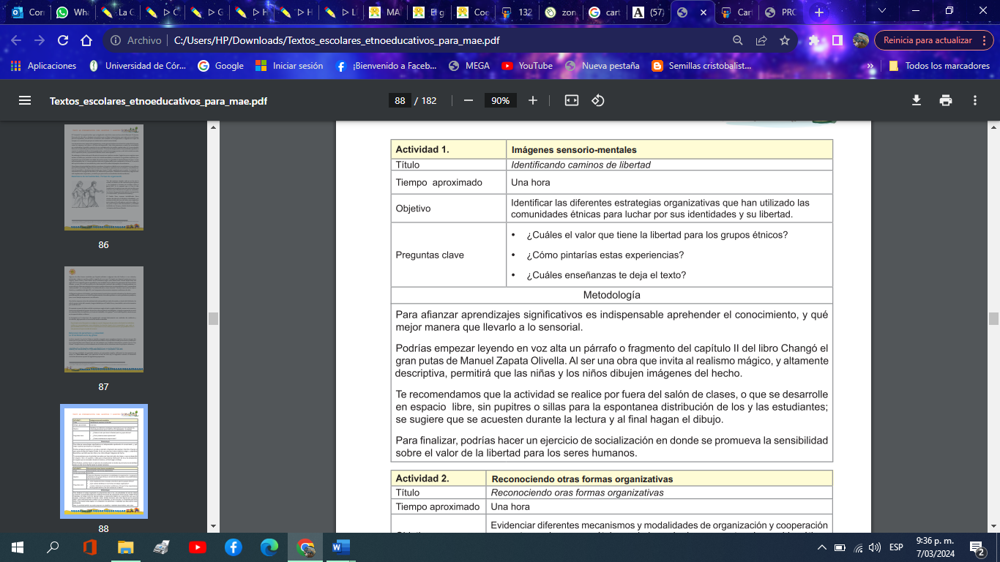 Con
Wha
La G
C
G
H
H
Li
MA
El g
Coc
132
zon
cart
(57)
Car
PRC
Archivo
C:/Users/HP/Downloads/Textos_escolares_etnoeducativos_para_mae.pdf
Reinicia para actualizar
Aplicaciones
Universidad de Cór...
Google
Iniciar sesión
¡Bienvenido a Faceb...
MEGA
YouTube
Nueva pestaña
Semillas cristobalist...
»
Todos los marcadores
Textos_escolares_etnoeducativos_para_mae.pdf
88 / 182
90%
86
87
88
Actividad 1. Imágenes sensorio-mentales
Título Identificando caminos de libertad
Tiempo aproximado Una hora
Objetivo
Identificar las diferentes estrategias organizativas que han utilizado las
comunidades étnicas para luchar por sus identidades y su libertad.
Preguntas clave
• ¿Cuáles el valor que tiene la libertad para los grupos étnicos?
• ¿Cómo pintarías estas experiencias?
• ¿Cuáles enseñanzas te deja el texto?
Metodología
Para afianzar aprendizajes significativos es indispensable aprehender el conocimiento, y qué
mejor manera que llevarlo a lo sensorial.
Podrías empezar leyendo en voz alta un párrafo o fragmento del capítulo II del libro Changó el
gran putas de Manuel Zapata Olivella. Al ser una obra que invita al realismo mágico, y altamente
descriptiva, permitirá que las niñas y los niños dibujen imágenes del hecho.
Te recomendamos que la actividad se realice por fuera del salón de clases, o que se desarrolle
en espacio libre, sin pupitres o sillas para la espontanea distribución de los y las estudiantes;
se sugiere que se acuesten durante la lectura y al final hagan el dibujo.
Para finalizar, podrías hacer un ejercicio de socialización en donde se promueva la sensibilidad
sobre el valor de la libertad para los seres humanos.
Actividad 2. Reconociendo otras formas organizativas
Título Reconociendo oras formas organizativas
Tiempo aproximado Una hora
Evidenciar diferentes mecanismos y modalidades de organización y cooperación
ESP
9:36 p. m.
7/03/2024
2